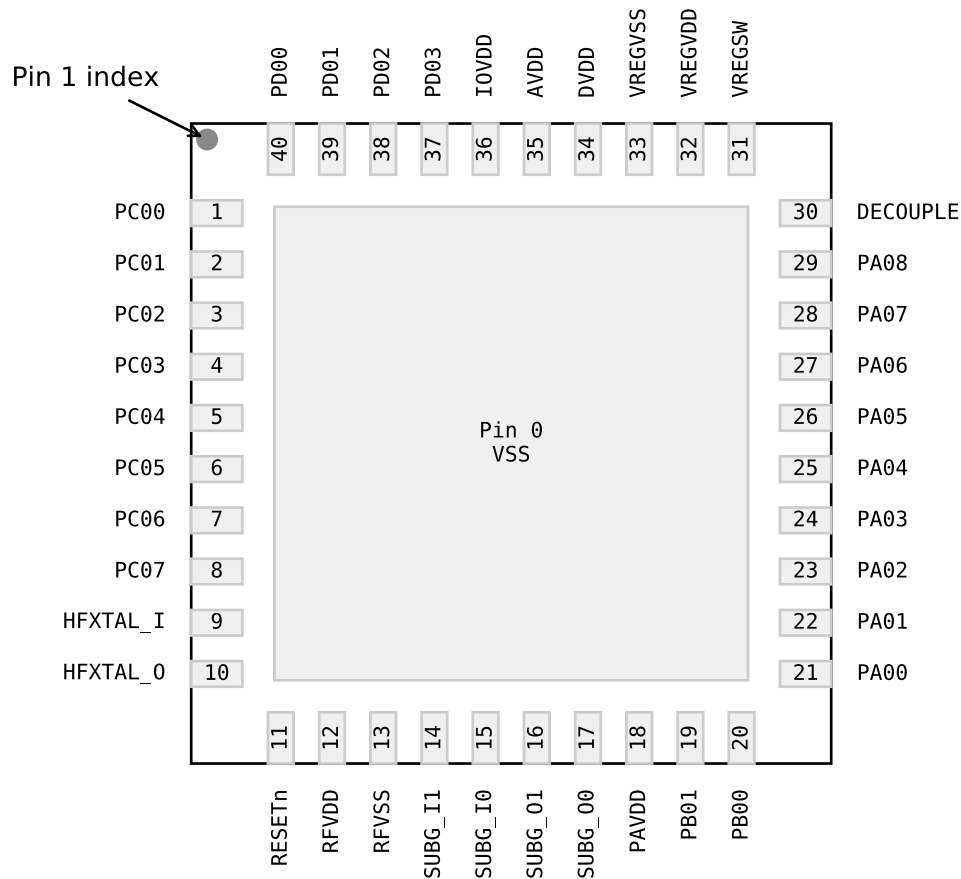 Pin 1 index
PD00
PD01
PD02
PD03
IOVDD
AVDD
DVDD
VREGVSS
VREGVDD
VREGSW
40
39
38
37
36
35
34
33
32
31
PC00 1
PC01 2
PC02 3
PC03 4
PC04 5
PC05 6
PC06 7
PC07 8
HFXTAL_I 9
HFXTAL_O 10
Pin 0
VSS
30 DECOUPLE
29 PA08
28 PA07
27 PA06
26 PA05
25 PA04
24 PA03
23 PA02
22 PA01
21 PA00
11
12
13
14
15
16
17
18
19
20
RESETn
RFVDD
RFVSS
SUBG_I1
SUBG_I0
SUBG_O1
SUBG_O0
PAVDD
PB01
PB00